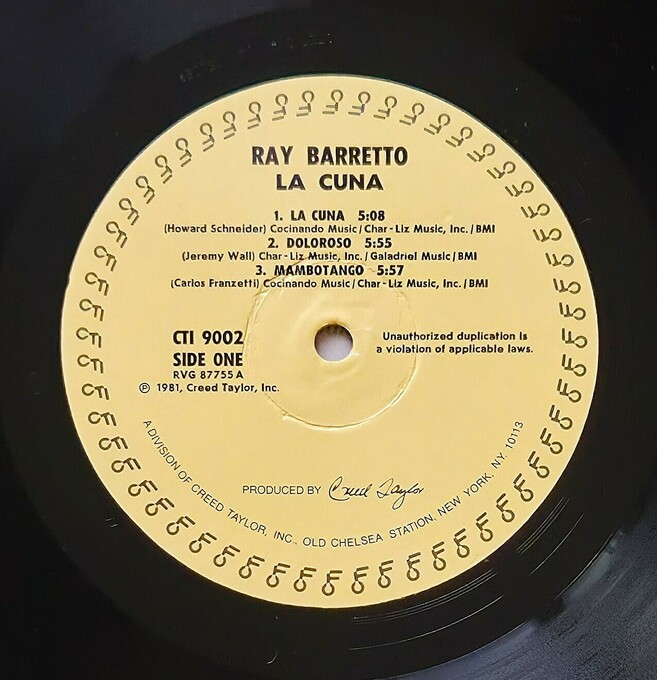 RAY BARRETTO
LA CUNA
1. LA CUNA 5:08
(Howard Schneider) Cocinando Music/Char-Liz Music, Inc./BMI
2. DOLOROSO 5:55
(Jeremy Wall) Char-Liz Music, Inc./Galadriel Music/BMI
3. MAMBOTANGO 5:57
(Carlos Franzetti) Cocinando Music/Char-Liz Music, Inc./BMI
CTI 9002
SIDE ONE
RVG 87755 A
℗ 1981, Creed Taylor, Inc.
Unauthorized duplication is
a violation of applicable laws.
PRODUCED BY Creed Taylor
A DIVISION OF CREED TAYLOR, INC., OLD CHELSEA STATION, NEW YORK, NY. 10113